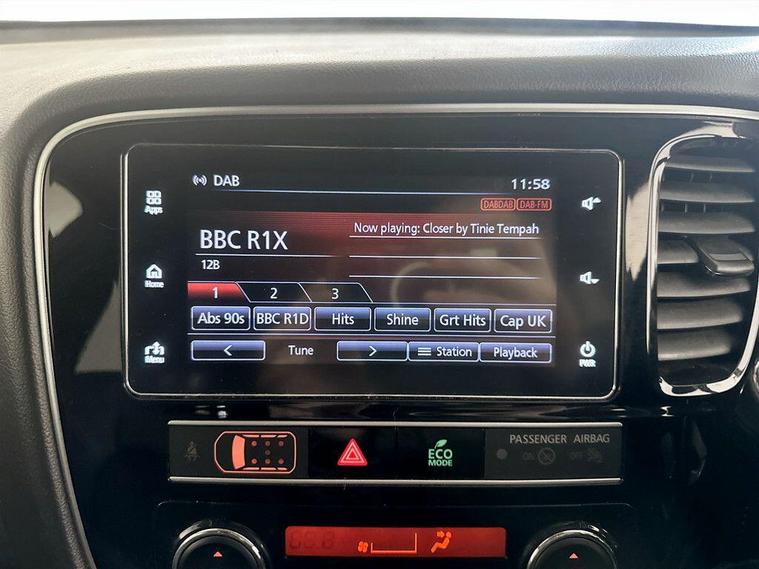 DAB 11:58
Apps
DABDAB DAB-FM
Now playing: Closer by Tinie Tempah
BBC R1X
12B
Home
1 2 3
Abs 90s BBC R1D Hits Shine Grt Hits Cap UK
Menu < Tune > Station Playback PWR
PASSENGER AIRBAG
ECO
MODE
ON OFF